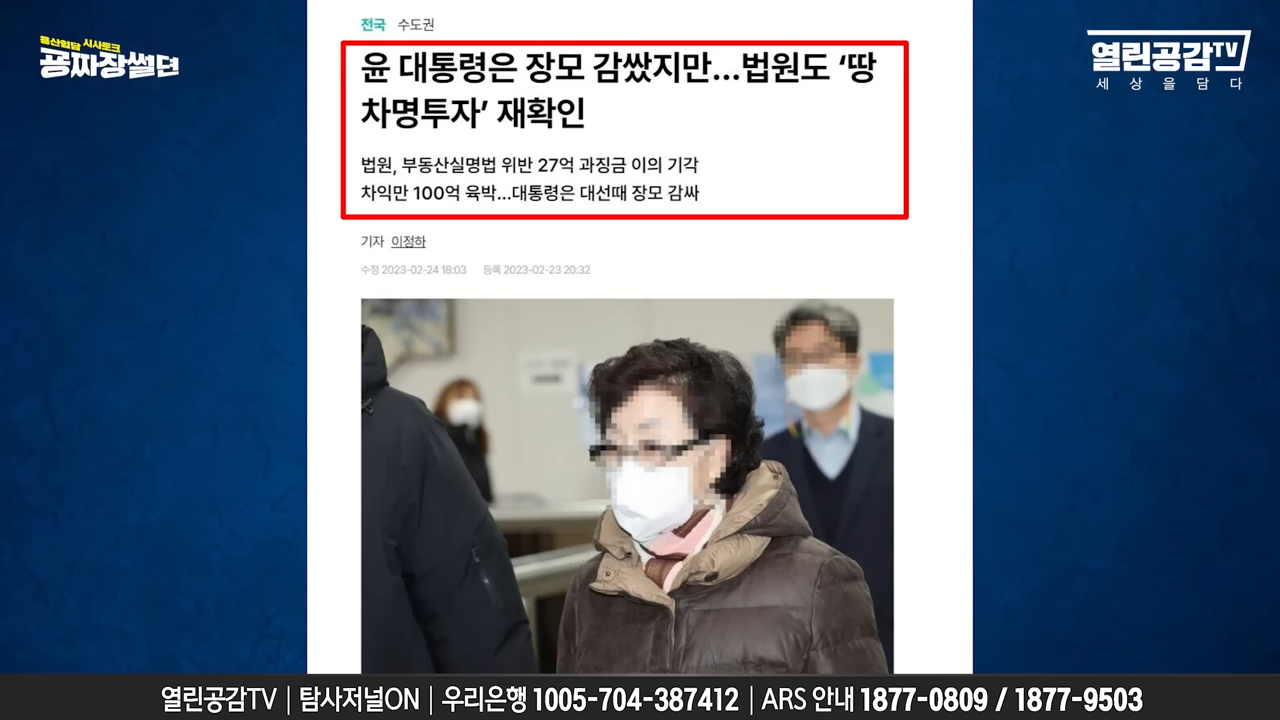 용산협담 시사토크
공짜장썰뎐
열린공감TV
세상을담다
전국 수도권
윤 대통령은 장모 감쌌지만...법원도 ‘땅
차명투자’ 재확인
법원, 부동산실명법 위반 27억 과징금 이의 기각
차익만 100억 육박...대통령은 대선때 장모 감싸
기자 이정하
수정 2023-02-24 18:03 등록 2023-02-23 20:32
열린공감TV | 탐사저널ON | 우리은행 1005-704-387412 | ARS 안내 1877-0809 / 1877-9503